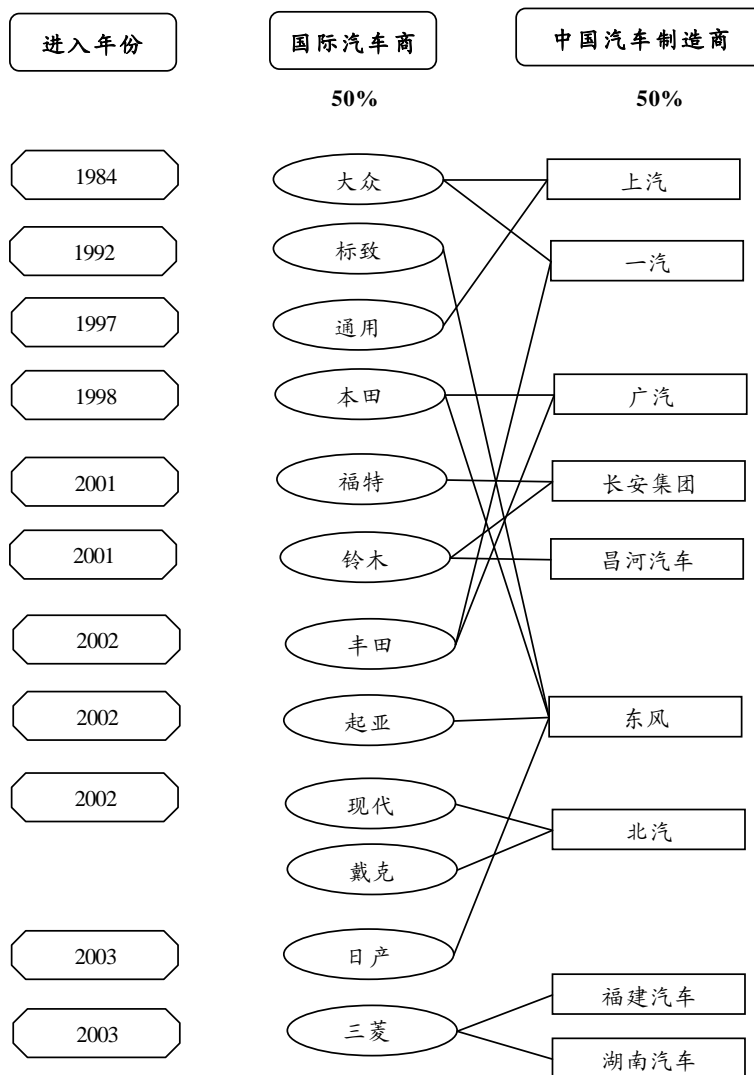 进入年份 国际汽车商 中国汽车制造商
50% 50%
1984 大众 上汽
1992 标致 一汽
1997 通用
1998 本田 广汽
2001 福特 长安集团
2001 铃木 昌河汽车
2002 丰田
2002 起亚 东风
2002 现代
北汽
戴克
2003 日产
福建汽车
2003 三菱
湖南汽车